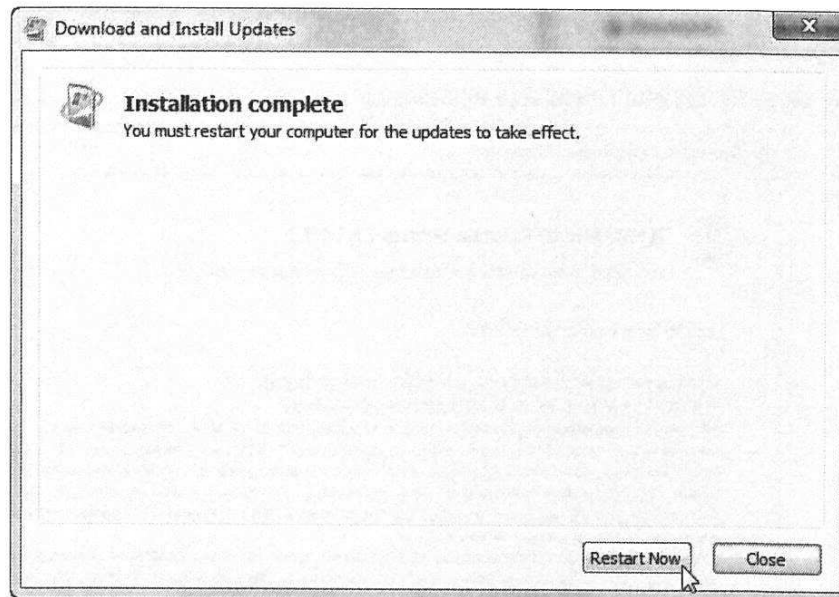 Download and Install Updates
Installation complete
You must restart your computer for the updates to take effect.
Restart Now
Close